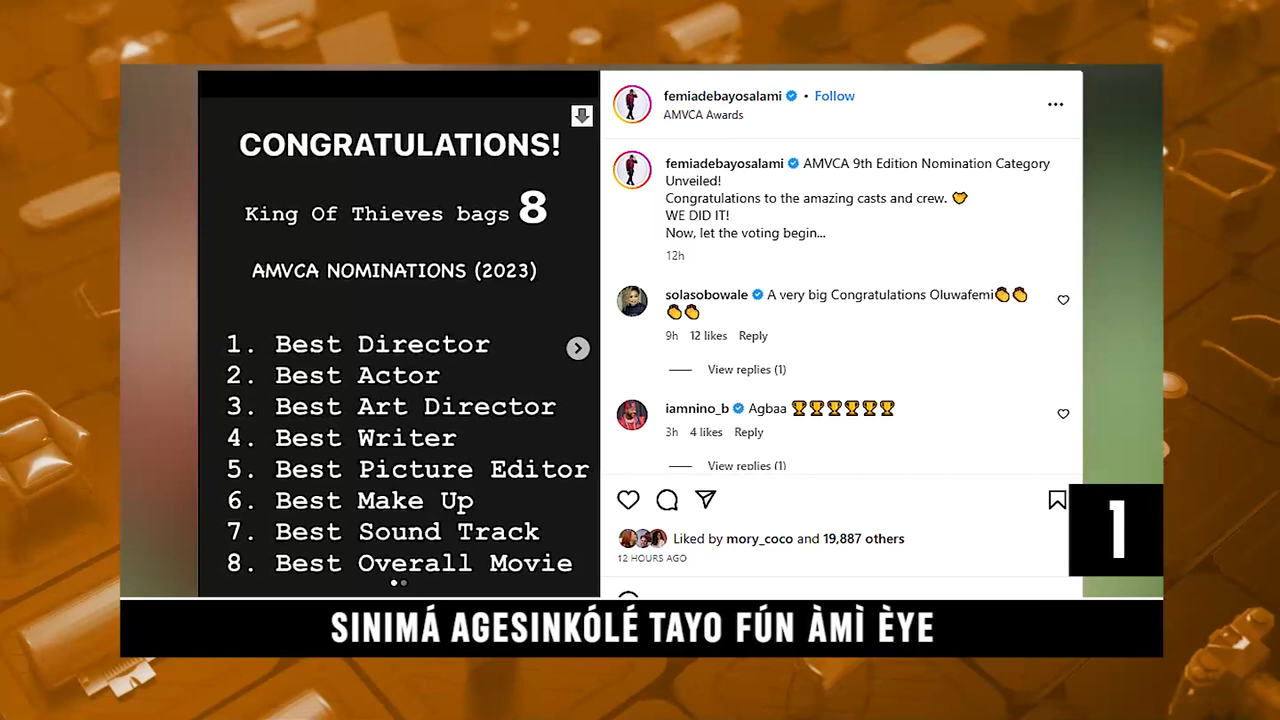 CONGRATULATIONS!
King Of Thieves bags 8
AMVCA NOMINATIONS (2023)
1. Best Director
2. Best Actor
3. Best Art Director
4. Best Writer
5. Best Picture Editor
6. Best Make Up
7. Best Sound Track
8. Best Overall Movie
femiadebayosalami • Follow
AMVCA Awards
femiadebayosalami AMVCA 9th Edition Nomination Category
Unveiled!
Congratulations to the amazing casts and crew.
WE DID IT!
Now, let the voting begin...
12h
solasobowale A very big Congratulations Oluwafemi👏👏
👏👏
9h 12 likes Reply
View replies (1)
iamnino_b Agbaa 🏆🏆🏆🏆🏆🏆
3h 4 likes Reply
View replies (1)
Liked by mory_coco and 19,887 others
12 HOURS AGO
1
SINIMÁ AGESINKÓLÉ TAYO FÚN ÀMÌ ÈYE